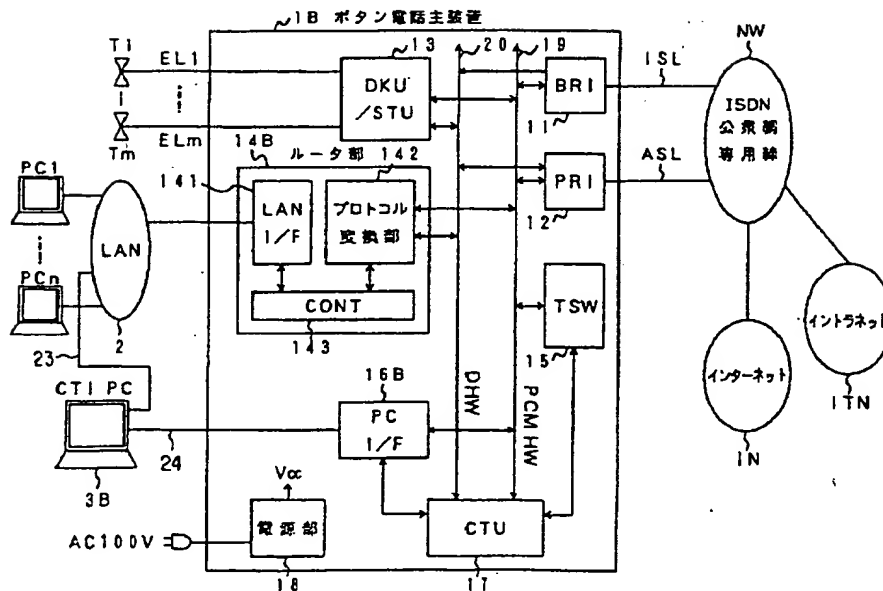 1B ボタン電話主装置
T1
EL1
Tm
ELm
13
DKU
/STU
20
19
BRI
11
ISL
NW
ISDN
公衆網
専用線
14B
ルータ部
142
141
LAN
I/F
プロトコル
変換部
CONT
143
PRI
12
ASL
PC1
PCn
LAN
2
23
CTI PC
3B
24
16B
PC
I/F
DHW
PCM HW
TSW
15
インターネット
IN
イントラネット
ITN
Vcc
電源部
18
AC100V
CTU
17